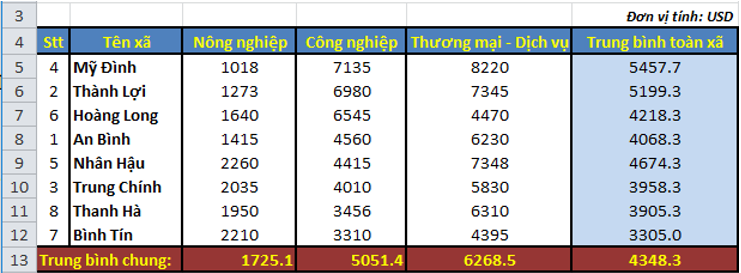 3 Đơn vị tính: USD
4 Stt Tên xã Nông nghiệp Công nghiệp Thương mại - Dịch vụ Trung bình toàn xã
5 4 Mỹ Đình 1018 7135 8220 5457.7
6 2 Thành Lợi 1273 6980 7345 5199.3
7 6 Hoàng Long 1640 6545 4470 4218.3
8 1 An Bình 1415 4560 6230 4068.3
9 5 Nhân Hậu 2260 4415 7348 4674.3
10 3 Trung Chính 2035 4010 5830 3958.3
11 8 Thanh Hà 1950 3456 6310 3905.3
12 7 Bình Tín 2210 3310 4395 3305.0
13 Trung bình chung: 1725.1 5051.4 6268.5 4348.3